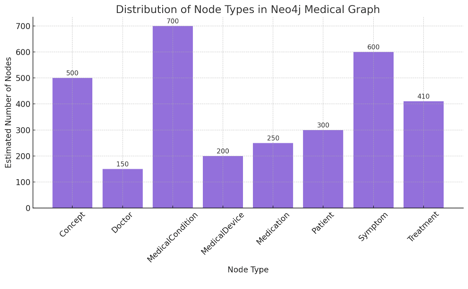 Distribution of Node Types in Neo4j Medical Graph
Estimated Number of Nodes
700
600
500
400
300
200
100
0
500
150
700
200
250
300
600
410
Concept
Doctor
MedicalCondition
MedicalDevice
Medication
Patient
Symptom
Treatment
Node Type